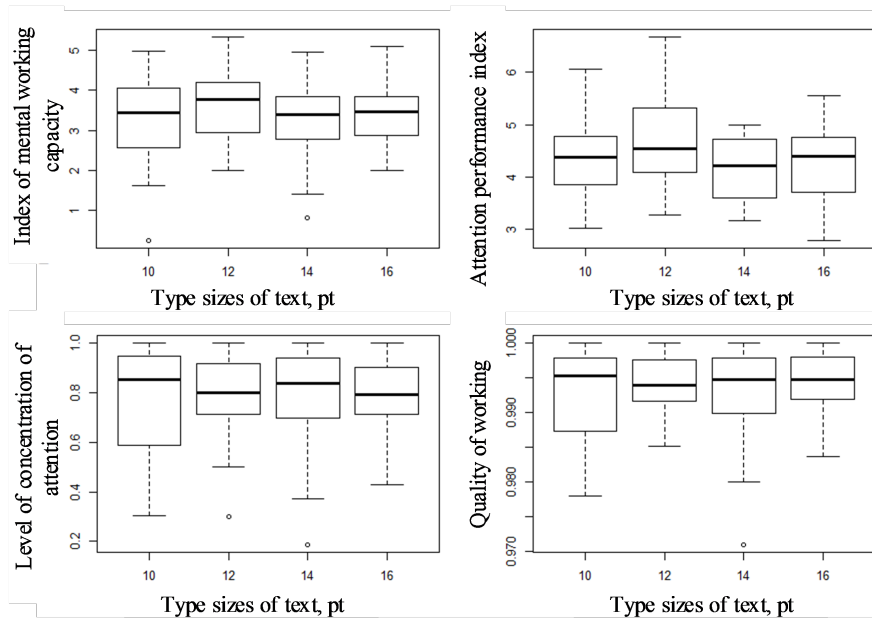 Index of mental working
capacity
5
4
3
2
1
10 12 14 16
Type sizes of text, pt
Attention performance index
6
5
4
3
10 12 14 16
Type sizes of text, pt
Level of concentration of
attention
1.0
0.8
0.6
0.4
0.2
10 12 14 16
Type sizes of text, pt
Quality of working
1.000
0.990
0.980
0.970
10 12 14 16
Type sizes of text, pt